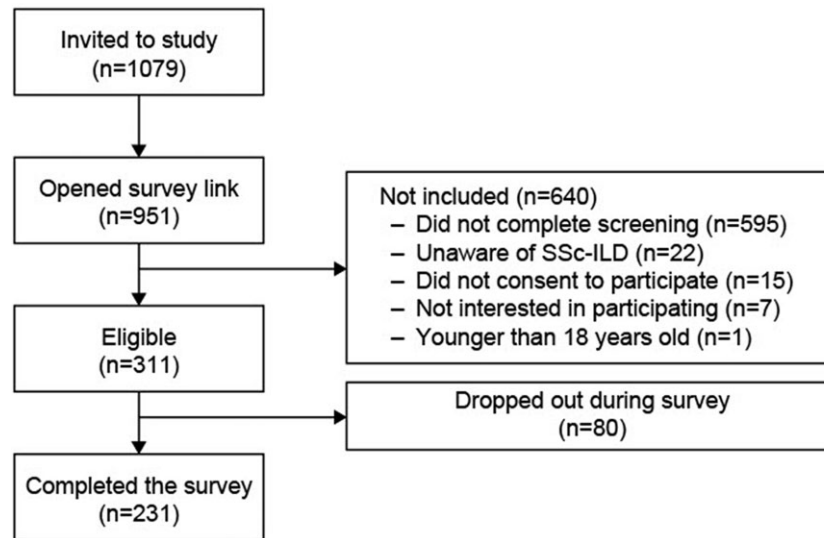 Invited to study
(n=1079)
Opened survey link
(n=951)
Not included (n=640)
– Did not complete screening (n=595)
– Unaware of SSc-ILD (n=22)
– Did not consent to participate (n=15)
– Not interested in participating (n=7)
– Younger than 18 years old (n=1)
Eligible
(n=311)
Dropped out during survey
(n=80)
Completed the survey
(n=231)